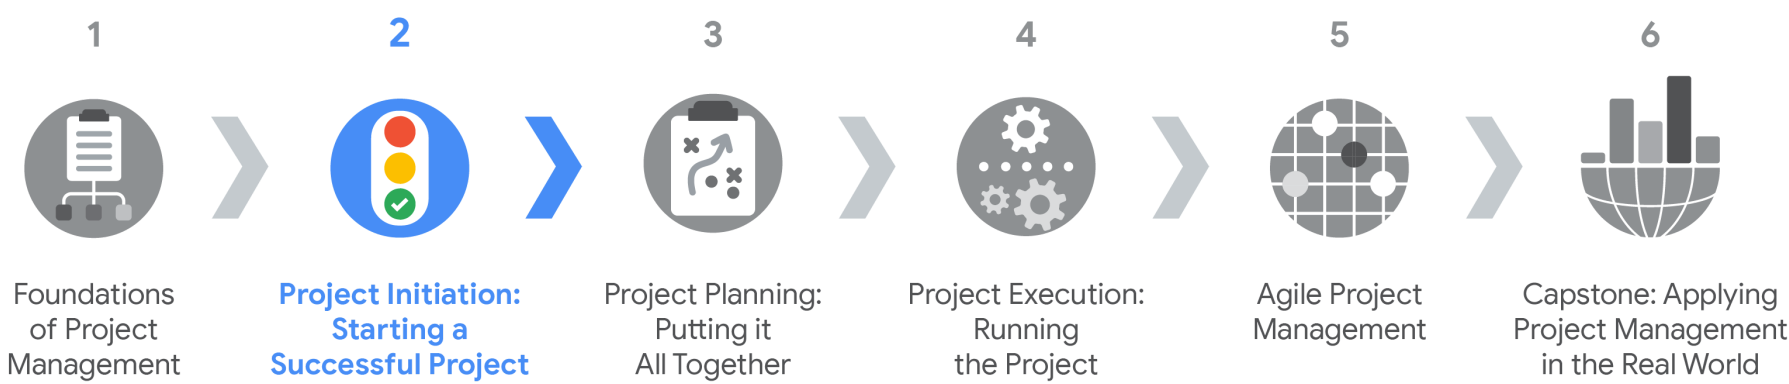 1
2
3
4
5
6
Foundations
of Project
Management
Project Initiation:
Starting a
Successful Project
Project Planning:
Putting it
All Together
Project Execution:
Running
the Project
Agile Project
Management
Capstone: Applying
Project Management
in the Real World